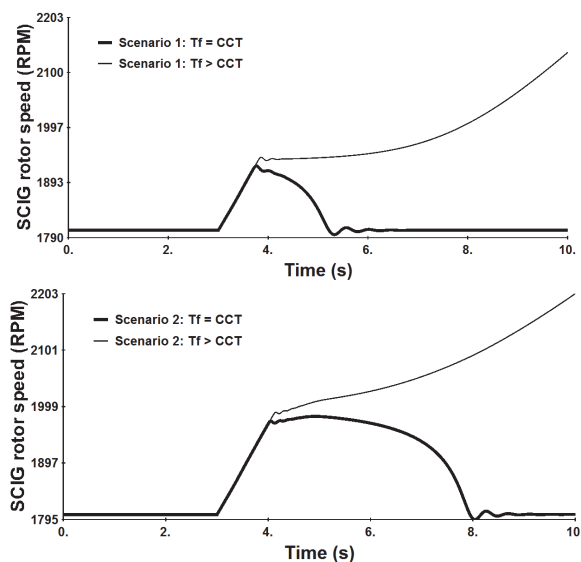 2203
2100
1997
1893
1790
SCIG rotor speed (RPM)
Scenario 1: Tf = CCT
Scenario 1: Tf > CCT
0. 2. 4. 6. 8. 10.
Time (s)
2203
2101
1999
1897
1795
SCIG rotor speed (RPM)
Scenario 2: Tf = CCT
Scenario 2: Tf > CCT
0. 2. 4. 6. 8. 10
Time (s)